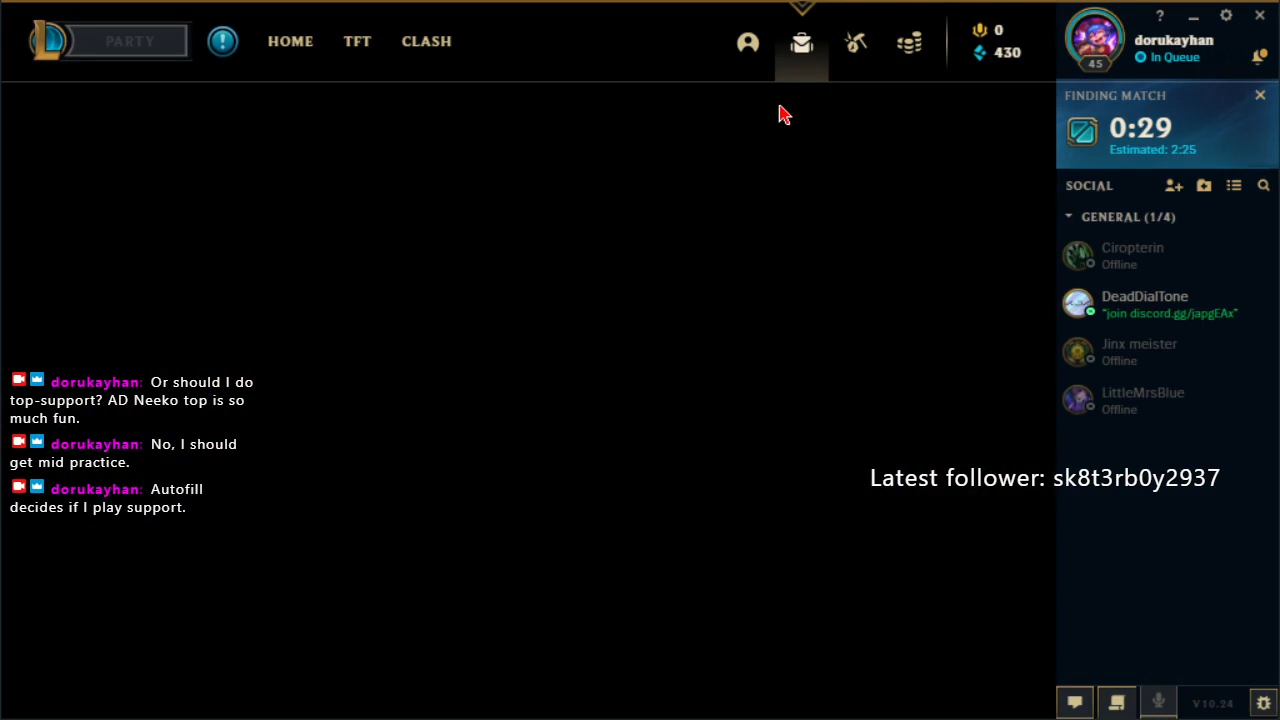 PARTY
HOME
TFT
CLASH
0
430
45
dorukayhan
In Queue
FINDING MATCH
0:29
Estimated: 2:25
SOCIAL
GENERAL (1/4)
Ciropterin
Offline
DeadDialTone
"join discord.gg/japgEAx"
Jinx meister
Offline
LittleMrsBlue
Offline
dorukayhan: Or should I do
top-support? AD Neeko top is so
much fun.
dorukayhan: No, I should
get mid practice.
dorukayhan: Autofill
decides if I play support.
Latest follower: sk8t3rb0y2937
V10.24